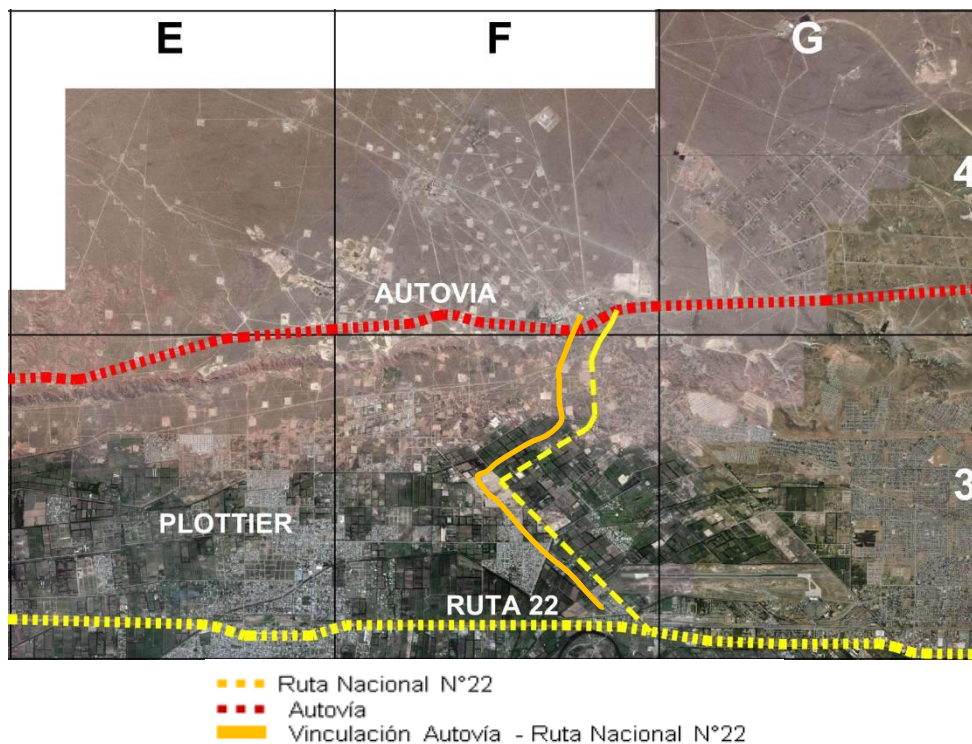 E F G
4
AUTOVIA
3
PLOTTIER
RUTA 22
Ruta Nacional N°22
Autovía
Vinculación Autovía - Ruta Nacional N°22